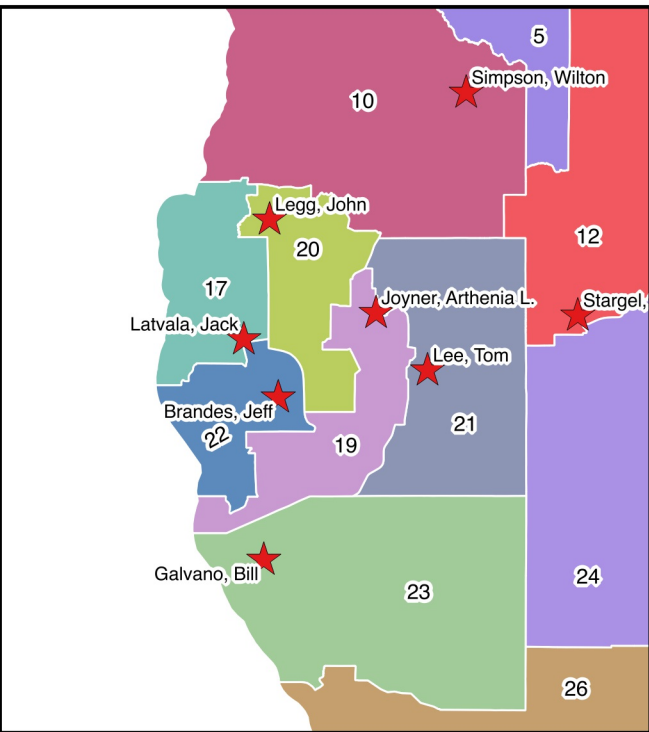 5
Simpson, Wilton
10
Legg, John
12
20
17
Joyner, Arthenia L.
Stargel,
Latvala, Jack
Lee, Tom
Brandes, Jeff
22
19
21
Galvano, Bill
24
23
26